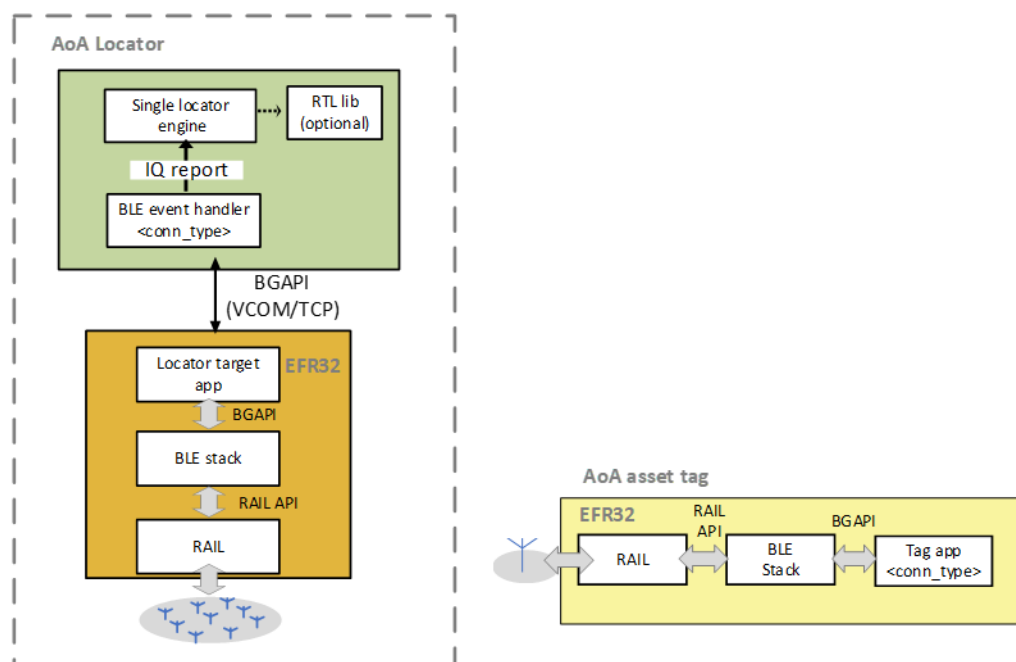 AoA Locator
Single locator
engine
RTL lib
(optional)
IQ report
BLE event handler
<conn_type>
BGAPI
(VCOM/TCP)
Locator target
app
EFR32
BGAPI
BLE stack
RAIL API
RAIL
AoA asset tag
EFR32
RAIL
RAIL
API
BLE
Stack
BGAPI
Tag app
<conn_type>